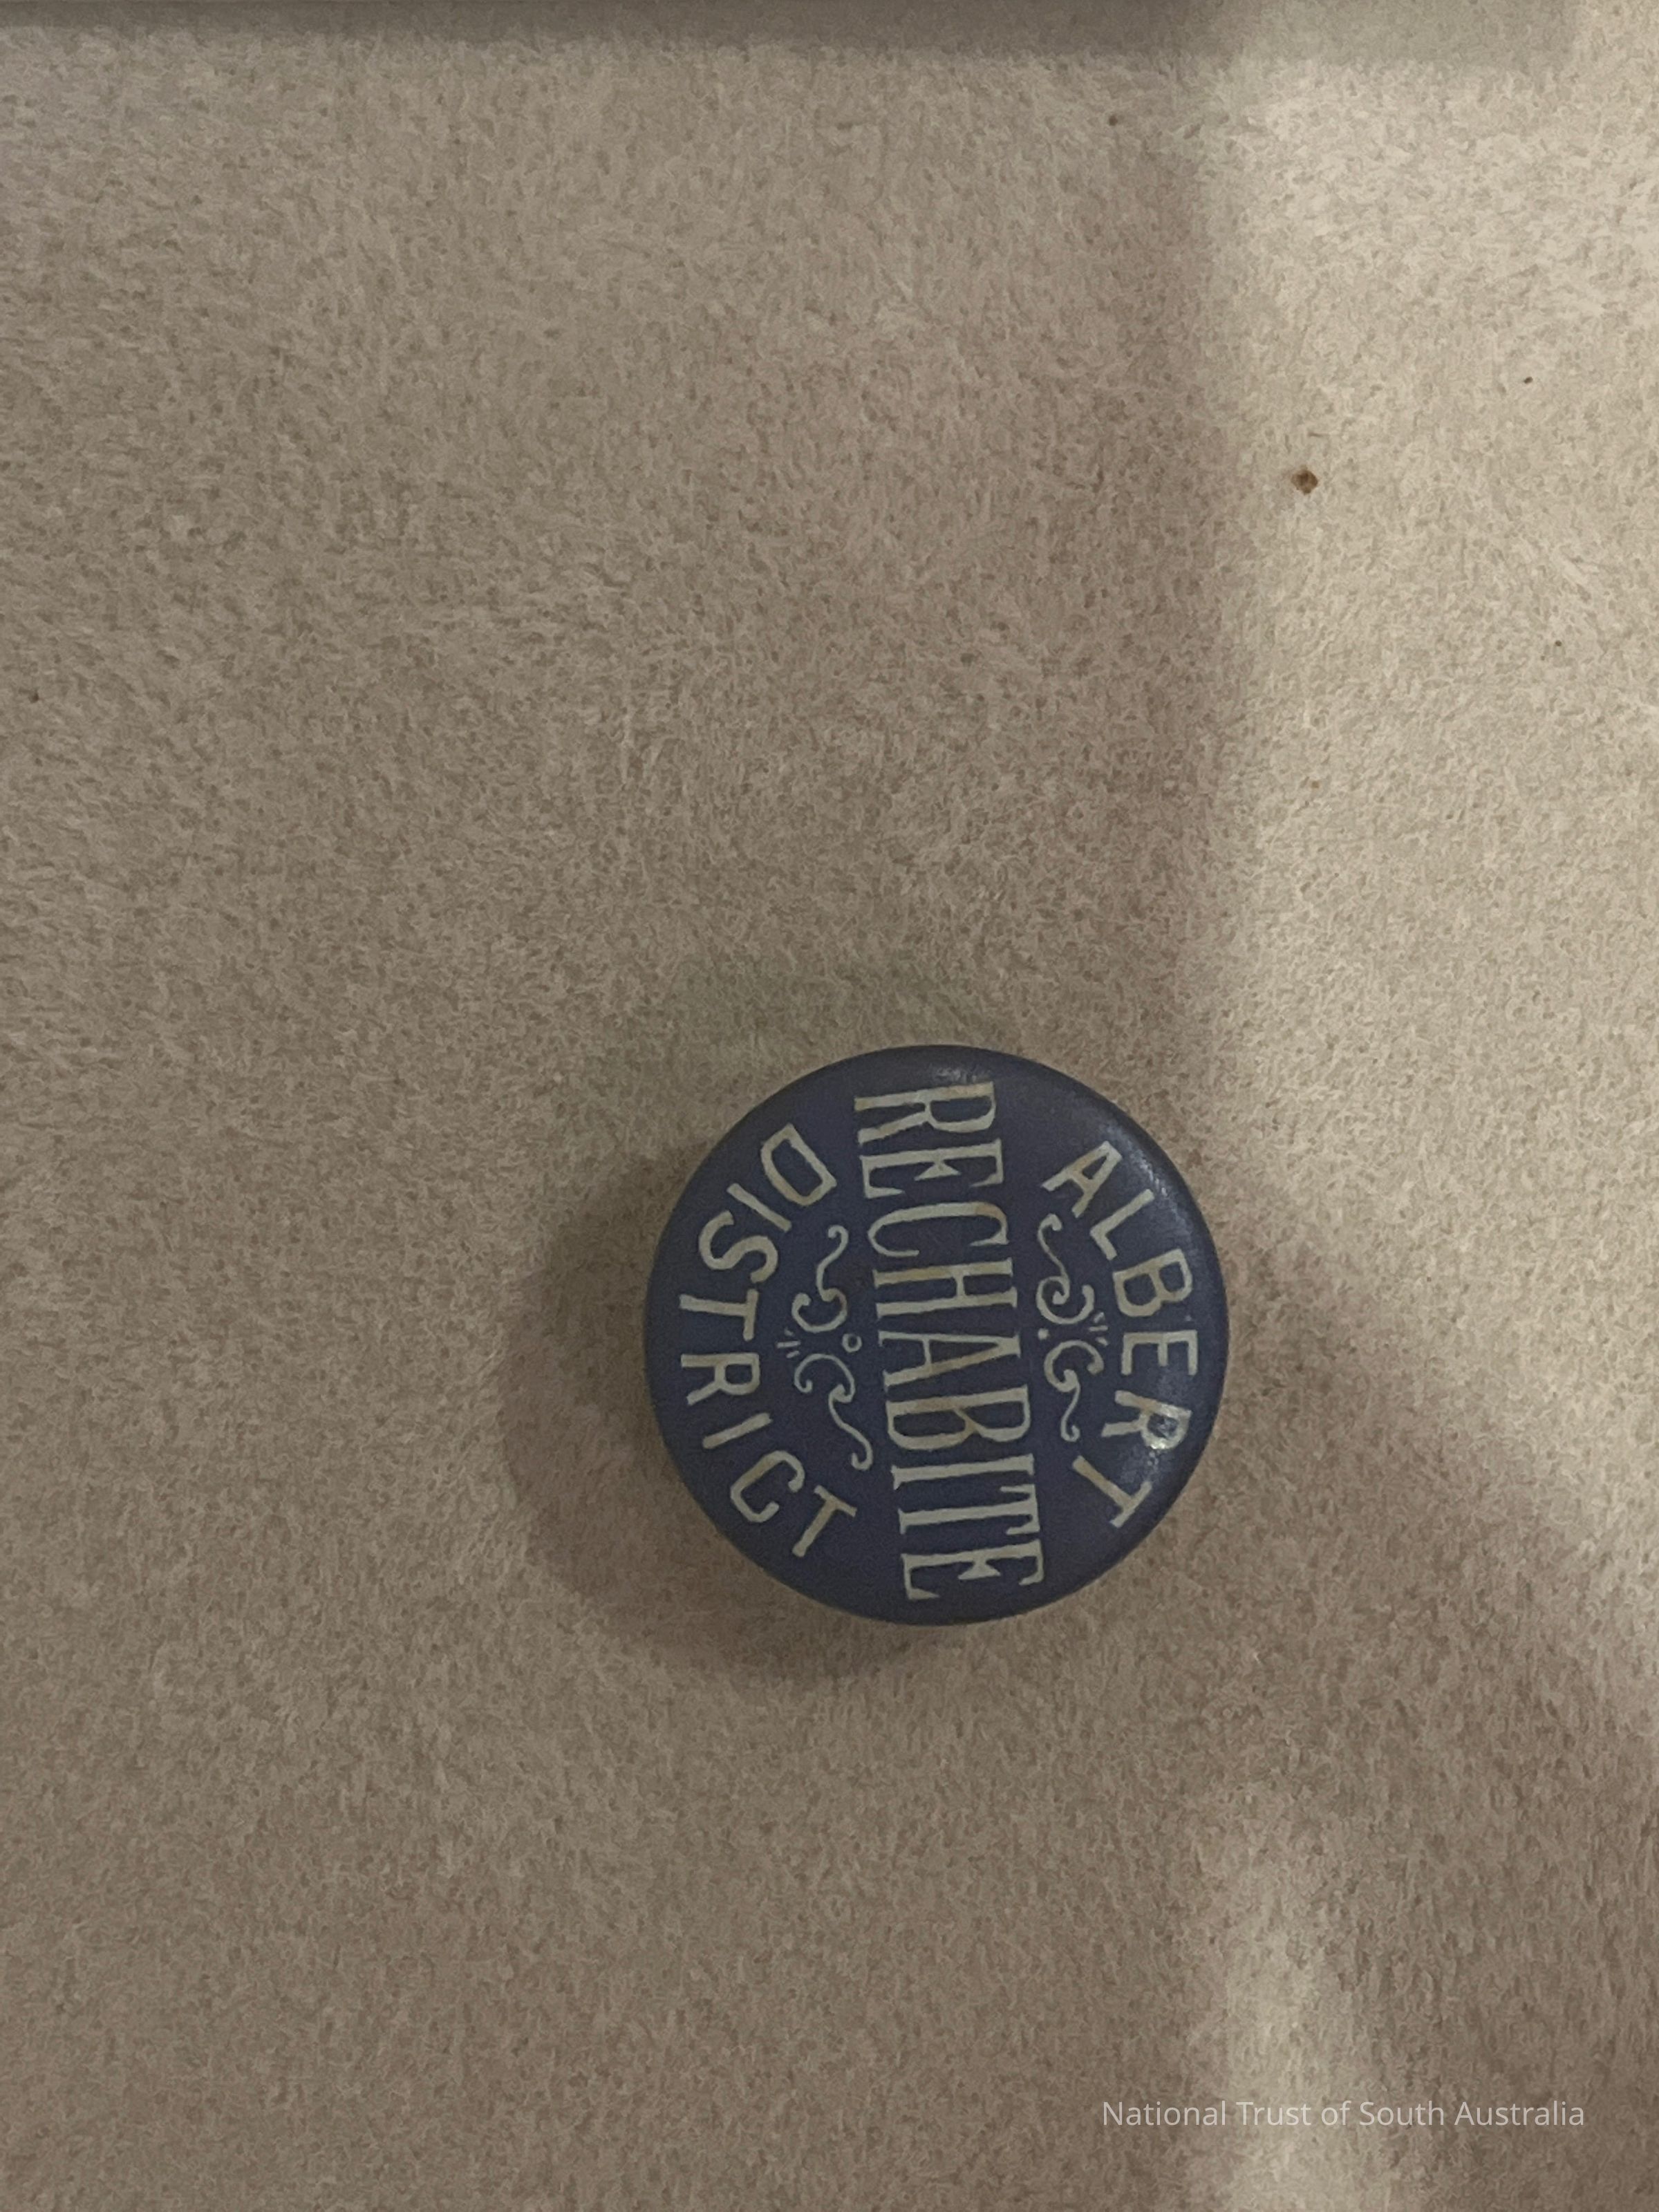 ALBERT
RECHABITE
DISTRICT
National Trust of South Australia